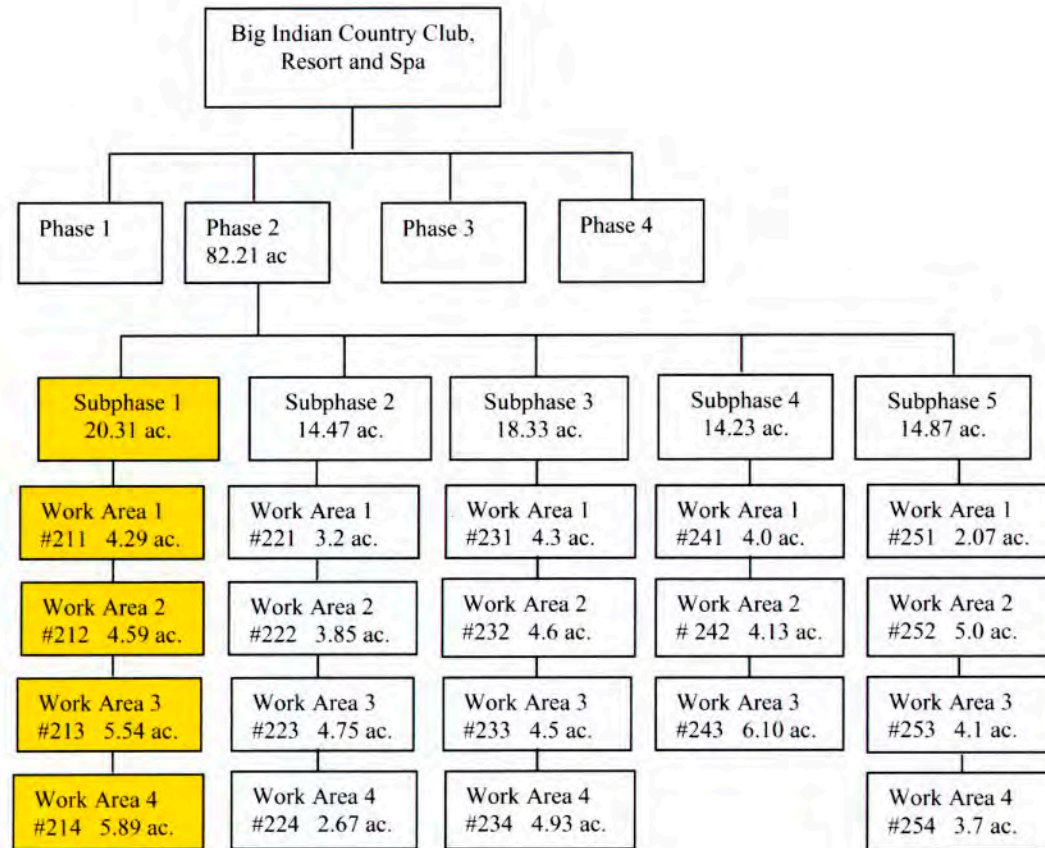 Big Indian Country Club,
Resort and Spa
Phase 1
Phase 2
82.21 ac
Phase 3
Phase 4
Subphase 1
20.31 ac.
Subphase 2
14.47 ac.
Subphase 3
18.33 ac.
Subphase 4
14.23 ac.
Subphase 5
14.87 ac.
Work Area 1
#211 4.29 ac.
Work Area 1
#221 3.2 ac.
Work Area 1
#231 4.3 ac.
Work Area 1
#241 4.0 ac.
Work Area 1
#251 2.07 ac.
Work Area 2
#212 4.59 ac.
Work Area 2
#222 3.85 ac.
Work Area 2
#232 4.6 ac.
Work Area 2
# 242 4.13 ac.
Work Area 2
#252 5.0 ac.
Work Area 3
#213 5.54 ac.
Work Area 3
#223 4.75 ac.
Work Area 3
#233 4.5 ac.
Work Area 3
#243 6.10 ac.
Work Area 3
#253 4.1 ac.
Work Area 4
#214 5.89 ac.
Work Area 4
#224 2.67 ac.
Work Area 4
#234 4.93 ac.
Work Area 4
#254 3.7 ac.